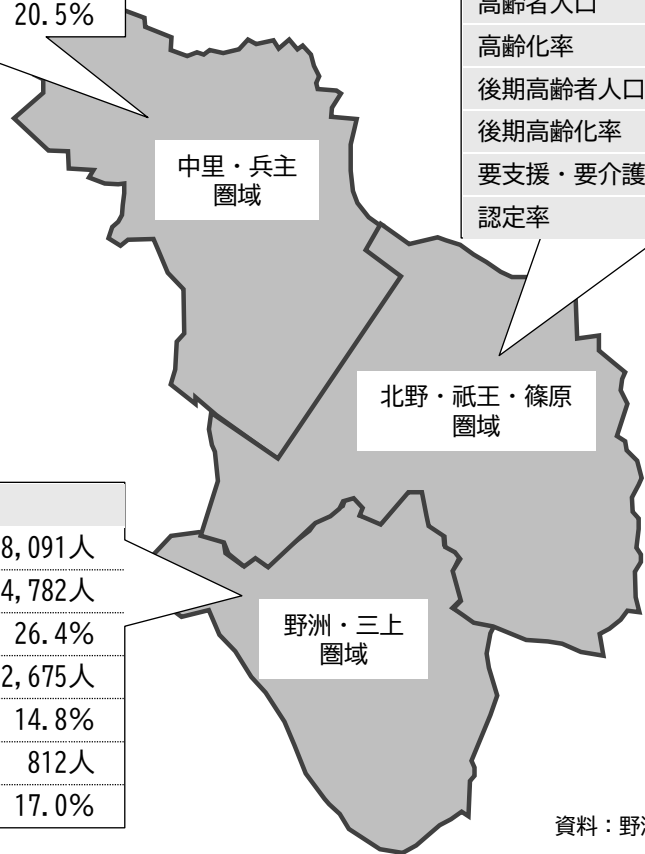 20.5%
高齢者人口
高齢化率
後期高齢者人口
後期高齢化率
要支援・要介護
認定率
中里・兵主
圏域
北野・祇王・篠原
圏域
8,091人
4,782人
26.4%
2,675人
14.8%
812人
17.0%
野洲・三上
圏域
資料：野洲